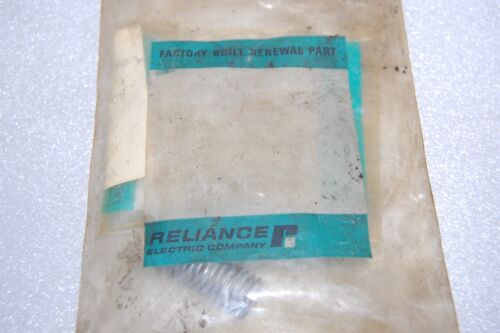 FACTORY BUILT RENEWAL PART
RELIANCE
ELECTRIC COMPANY